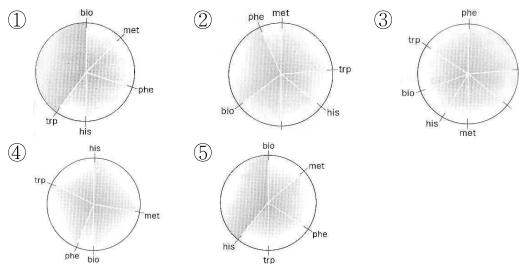 ① bio met phe his trp
② phe met trp his bio
③ phe trp bio his met
④ his trp met phe bio
⑤ bio met phe trp his